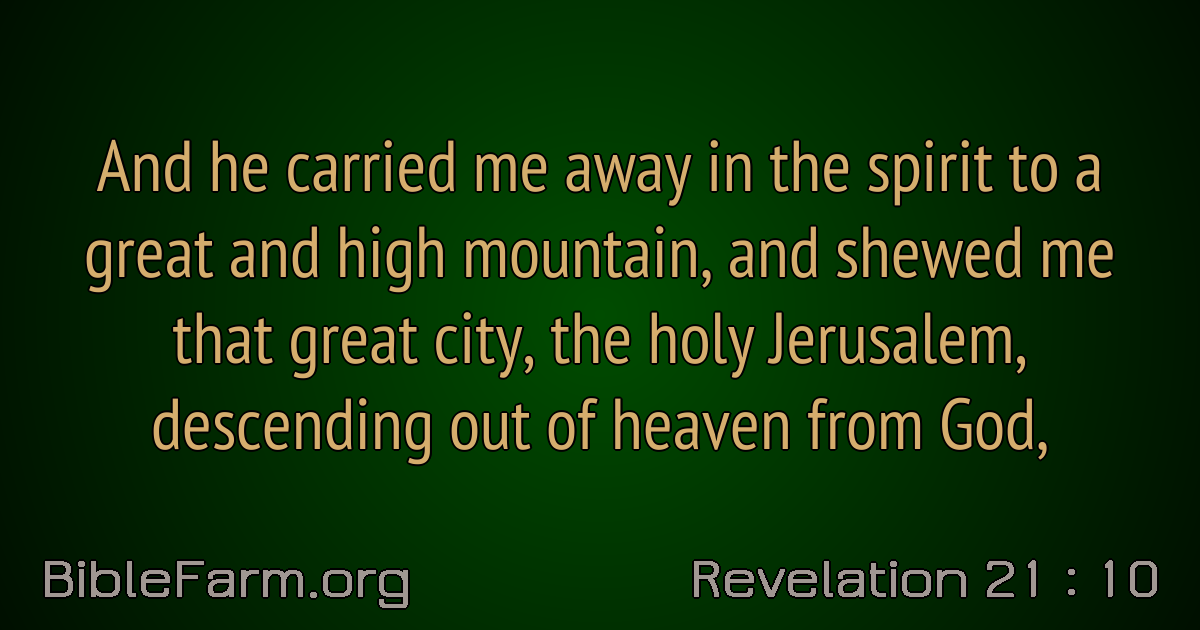 And he carried me away in the spirit to a
great and high mountain, and shewed me
that great city, the holy Jerusalem,
descending out of heaven from God,
BibleFarm.org
Revelation 21 : 10